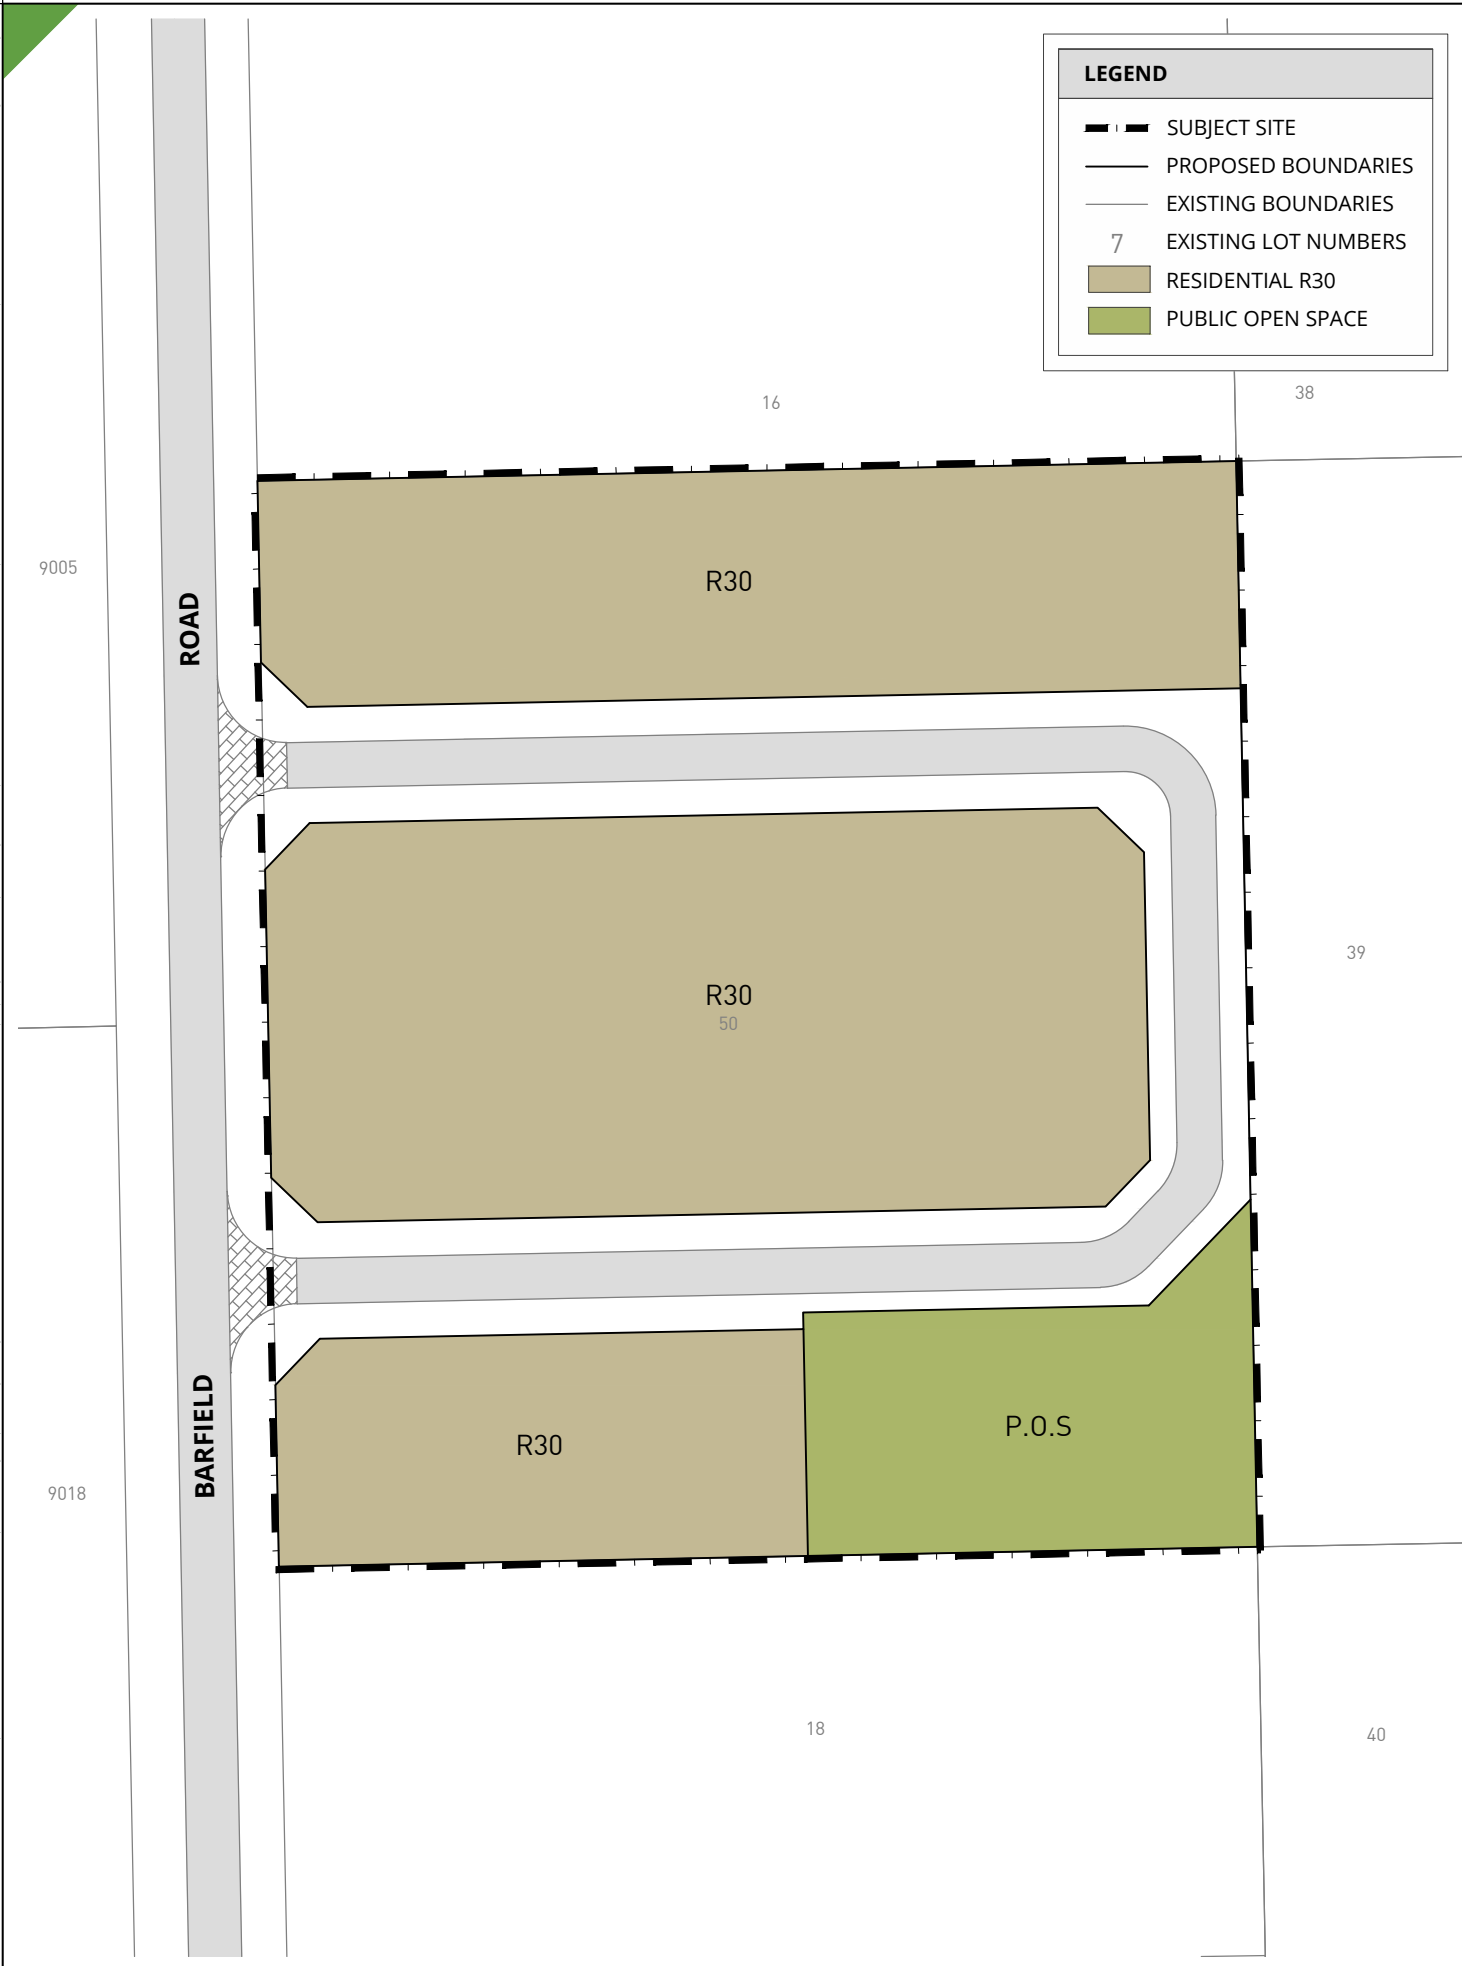 LEGEND
SUBJECT SITE
PROPOSED BOUNDARIES
EXISTING BOUNDARIES
7 EXISTING LOT NUMBERS
RESIDENTIAL R30
PUBLIC OPEN SPACE
16
38
9005
ROAD
R30
R30
50
39
BARFIELD
R30
P.O.S
9018
18
40